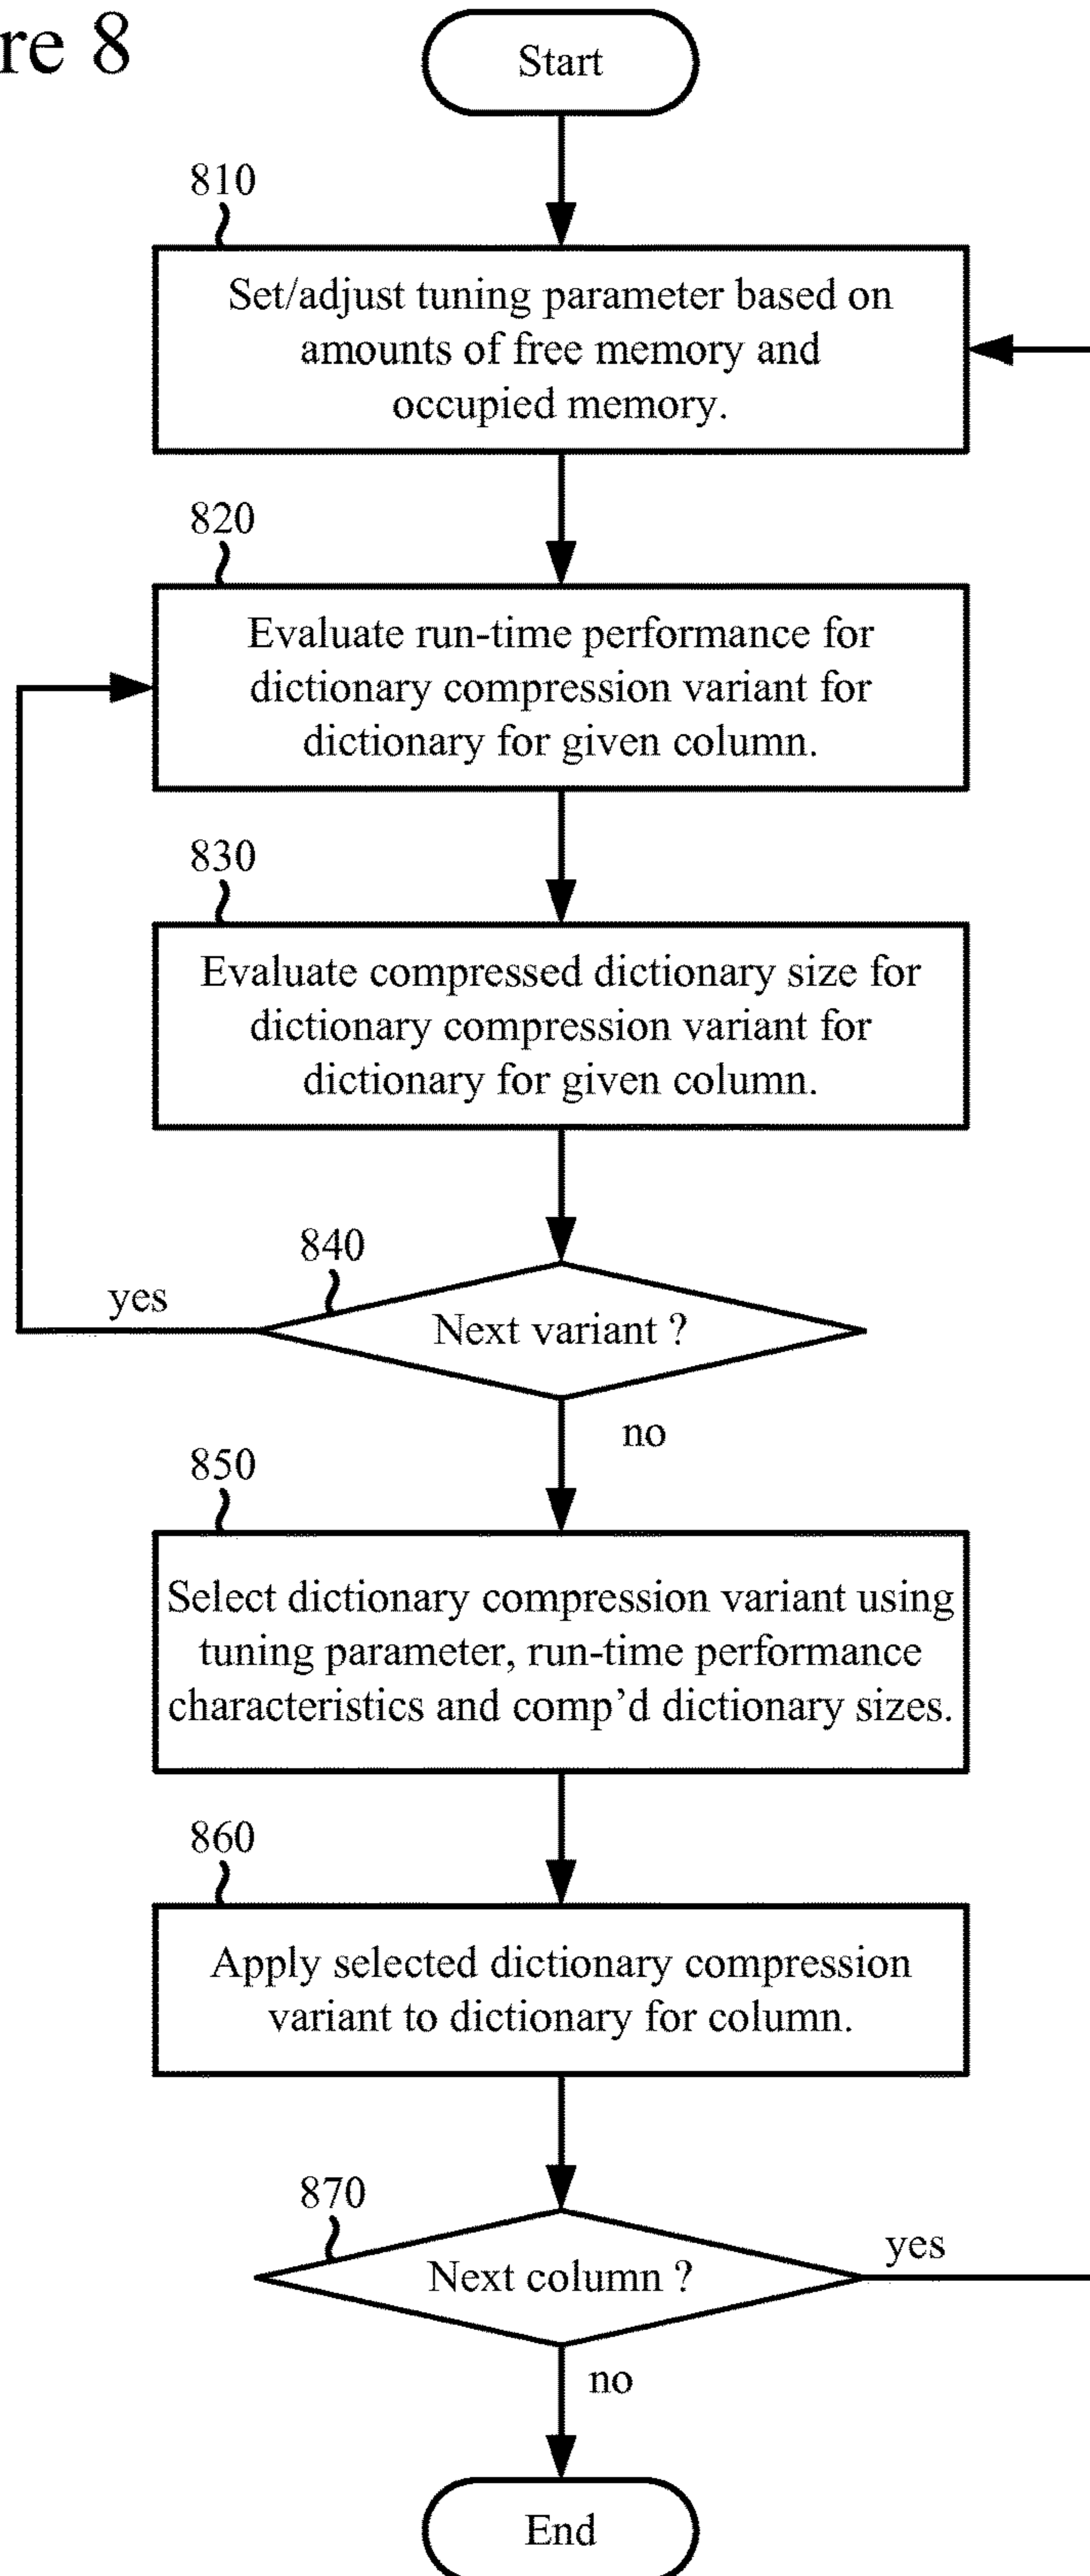 re 8
Start
810
Set/adjust tuning parameter based on
amounts of free memory and
occupied memory.
820
Evaluate run-time performance for
dictionary compression variant for
dictionary for given column.
830
Evaluate compressed dictionary size for
dictionary compression variant for
dictionary for given column.
840
yes
Next variant ?
no
850
Select dictionary compression variant using
tuning parameter, run-time performance
characteristics and comp’d dictionary sizes.
860
Apply selected dictionary compression
variant to dictionary for column.
870
yes
Next column ?
no
End